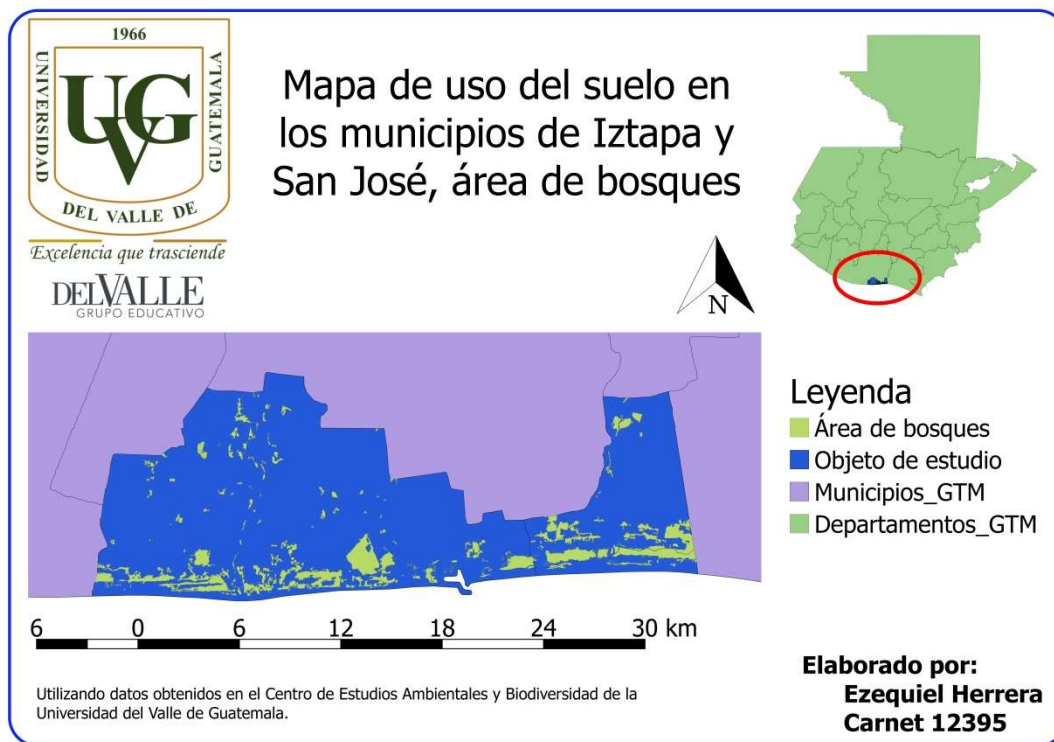 1966
UNIVERSIDAD
UVG
GUATEMALA
DEL VALLE DE
Excelencia que trasciende
DELVALLE
GRUPO EDUCATIVO
Mapa de uso del suelo en
los municipios de Iztapa y
San José, área de bosques
N
Leyenda
Área de bosques
Objeto de estudio
Municipios_GTM
Departamentos_GTM
6 0 6 12 18 24 30 km
Utilizando datos obtenidos en el Centro de Estudios Ambientales y Biodiversidad de la
Universidad del Valle de Guatemala.
Elaborado por:
Ezequiel Herrera
Carnet 12395